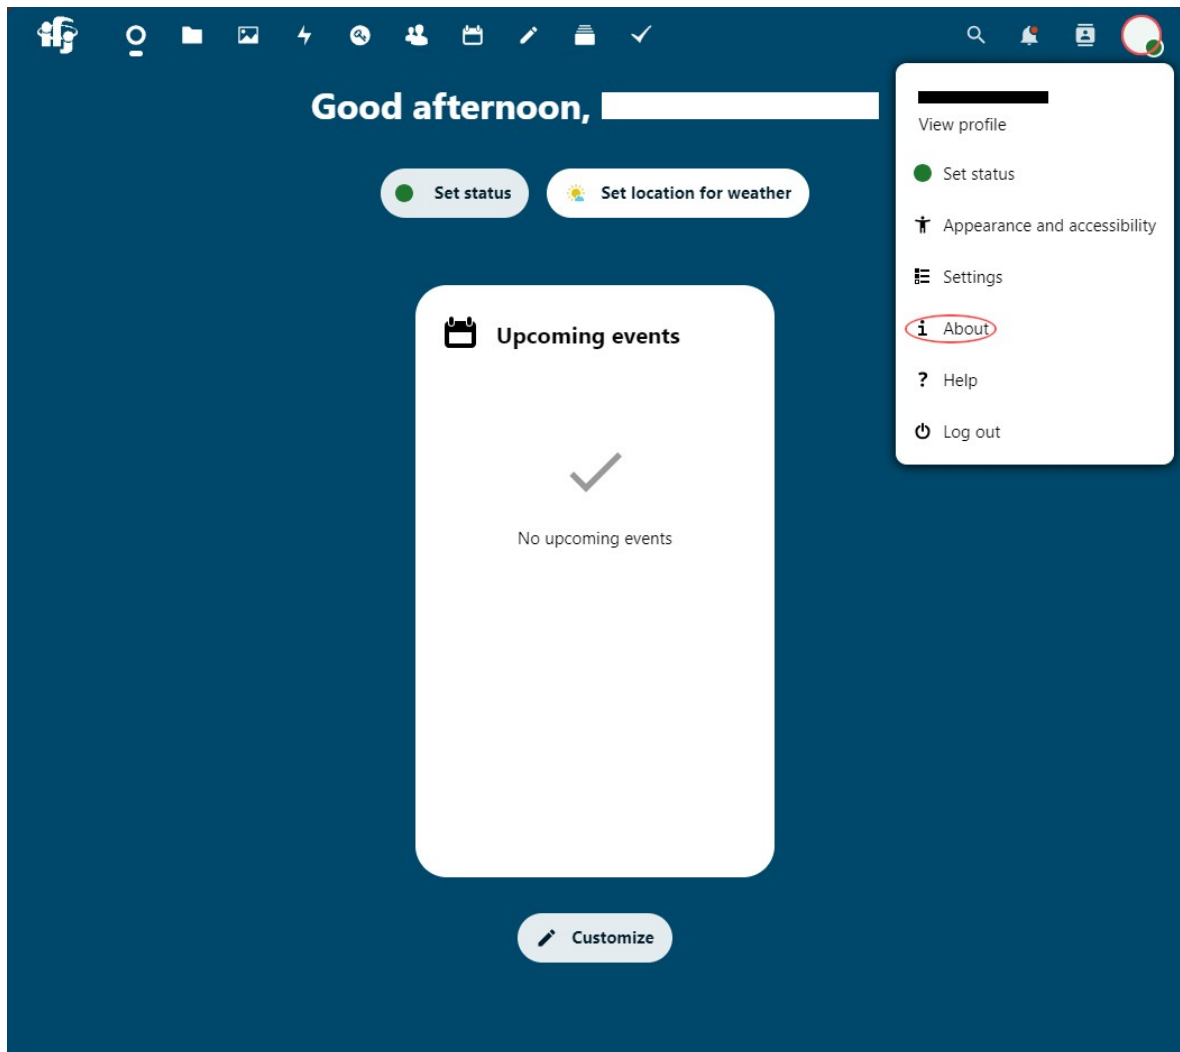 Good afternoon,
View profile
Set status
Set location for weather
Set status
Appearance and accessibility
Settings
About
Help
Log out
Upcoming events
No upcoming events
Customize